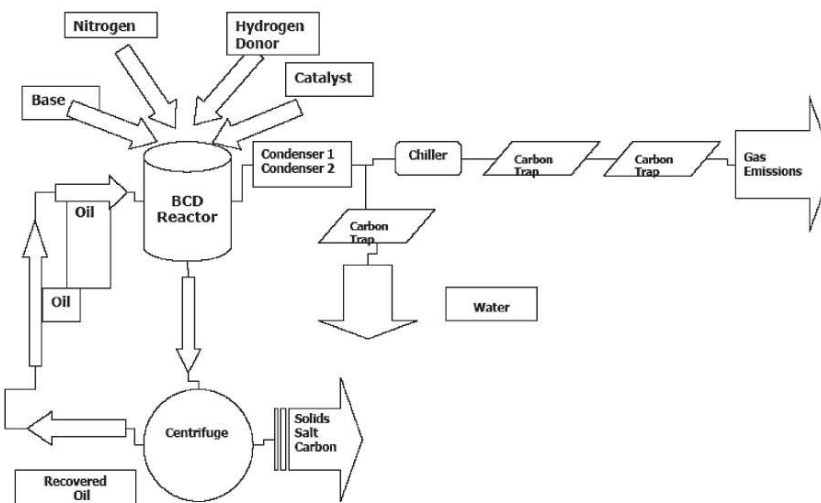 Nitrogen
Hydrogen
Donor
Base
Catalyst
Condenser 1
Condenser 2
Chiller
Carbon
Trap
Carbon
Trap
Gas
Emissions
BCD
Reactor
Oil
Carbon
Trap
Oil
Water
Centrifuge
Solids
Salt
Carbon
Recovered
Oil